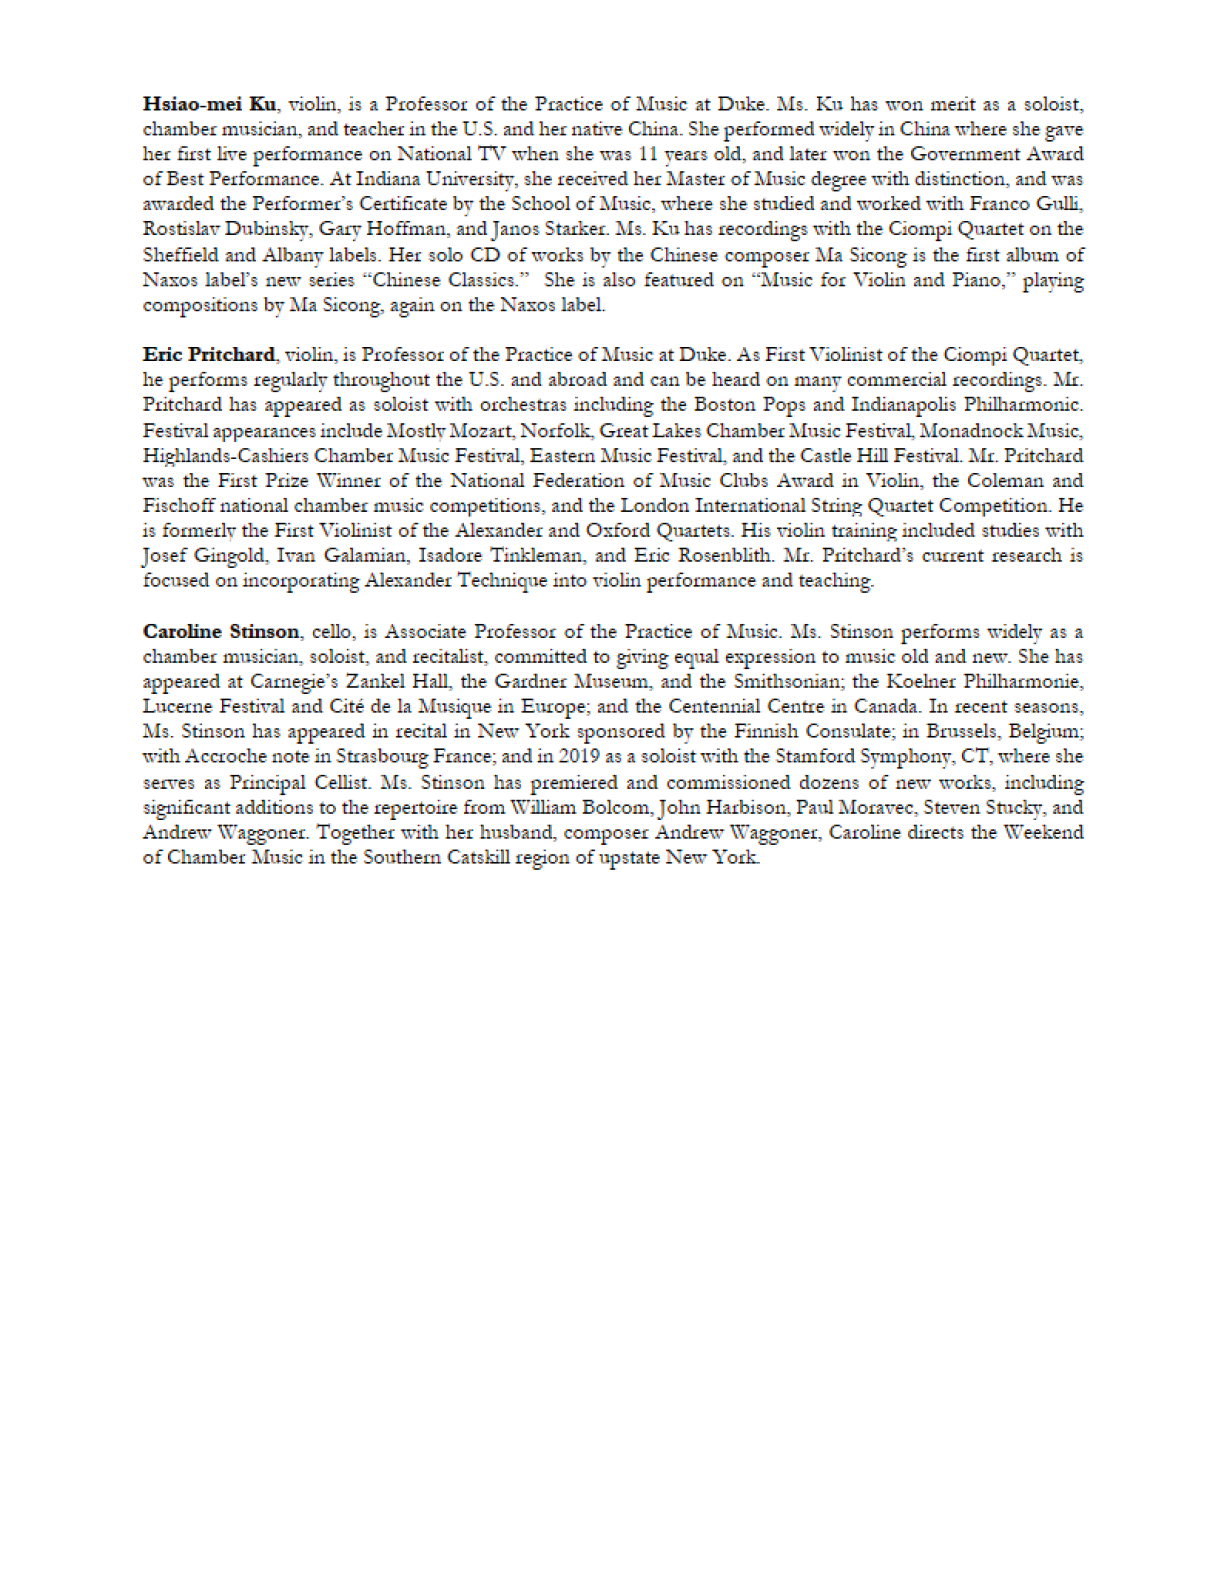 Hsiao-mei Ku, violin, is a Professor of the Practice of Music at Duke. Ms. Ku has won merit as a soloist,
chamber musician, and teacher in the U.S. and her native China. She performed widely in China where she gave
her first live performance on National TV when she was 11 years old, and later won the Government Award
of Best Performance. At Indiana University, she received her Master of Music degree with distinction, and was
awarded the Performer’s Certificate by the School of Music, where she studied and worked with Franco Gulli,
Rostislav Dubinsky, Gary Hoffman, and Janos Starker. Ms. Ku has recordings with the Ciompi Quartet on the
Sheffield and Albany labels. Her solo CD of works by the Chinese composer Ma Sicong is the first album of
Naxos label’s new series “Chinese Classics.”  She is also featured on “Music for Violin and Piano,” playing
compositions by Ma Sicong, again on the Naxos label.
Eric Pritchard, violin, is Professor of the Practice of Music at Duke. As First Violinist of the Ciompi Quartet,
he performs regularly throughout the U.S. and abroad and can be heard on many commercial recordings. Mr.
Pritchard has appeared as soloist with orchestras including the Boston Pops and Indianapolis Philharmonic.
Festival appearances include Mostly Mozart, Norfolk, Great Lakes Chamber Music Festival, Monadnock Music,
Highlands-Cashiers Chamber Music Festival, Eastern Music Festival, and the Castle Hill Festival. Mr. Pritchard
was the First Prize Winner of the National Federation of Music Clubs Award in Violin, the Coleman and
Fischoff national chamber music competitions, and the London International String Quartet Competition. He
is formerly the First Violinist of the Alexander and Oxford Quartets. His violin training included studies with
Josef Gingold, Ivan Galamian, Isadore Tinkleman, and Eric Rosenblith. Mr. Pritchard’s current research is
focused on incorporating Alexander Technique into violin performance and teaching.
Caroline Stinson, cello, is Associate Professor of the Practice of Music. Ms. Stinson performs widely as a
chamber musician, soloist, and recitalist, committed to giving equal expression to music old and new. She has
appeared at Carnegie’s Zankel Hall, the Gardner Museum, and the Smithsonian; the Koelner Philharmonie,
Lucerne Festival and Cité de la Musique in Europe; and the Centennial Centre in Canada. In recent seasons,
Ms. Stinson has appeared in recital in New York sponsored by the Finnish Consulate; in Brussels, Belgium;
with Accroche note in Strasbourg France; and in 2019 as a soloist with the Stamford Symphony, CT, where she
serves as Principal Cellist. Ms. Stinson has premiered and commissioned dozens of new works, including
significant additions to the repertoire from William Bolcom, John Harbison, Paul Moravec, Steven Stucky, and
Andrew Waggoner. Together with her husband, composer Andrew Waggoner, Caroline directs the Weekend
of Chamber Music in the Southern Catskill region of upstate New York.